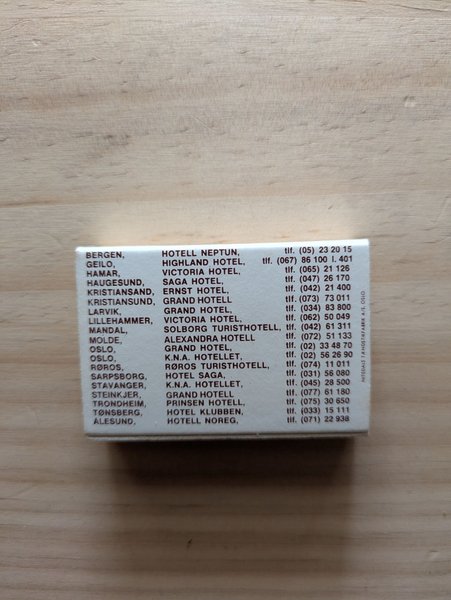 BERGEN, HOTELL NEPTUN, tlf. (05) 23 20 15
GEILO, HIGHLAND HOTEL, tlf. (067) 86 100 l. 401
HAMAR, VICTORIA HOTEL, tlf. (065) 21 126
HAUGESUND, SAGA HOTEL, tlf. (047) 26 170
KRISTIANSAND, ERNST HOTEL, tlf. (042) 21 400
KRISTIANSUND, GRAND HOTELL tlf. (073) 73 011
LARVIK, GRAND HOTEL, tlf. (034) 83 800
LILLEHAMMER, VICTORIA HOTEL, tlf. (062) 50 049
MANDAL, SOLBORG TURISTHOTELL, tlf. (042) 61 311
MOLDE, ALEXANDRA HOTELL tlf. (072) 51 133
OSLO, GRAND HOTEL, tlf. (02) 33 48 70
OSLO, K.N.A. HOTELLET, tlf. (02) 56 26 90
RØROS, RØROS TURISTHOTELL, tlf. (074) 11 011
SARPSBORG, HOTEL SAGA, tlf. (031) 56 080
STAVANGER, K.N.A. HOTELLET, tlf. (045) 28 500
STEINKJER, GRAND HOTELL tlf. (077) 61 180
TRONDHEIM, PRINSEN HOTELL, tlf. (075) 30 650
TØNSBERG, HOTEL KLUBBEN, tlf. (033) 15 111
ÅLESUND, HOTELL NOREG, tlf. (071) 22 938
NITEDALS TÆNDSTIKFABRIK A/S, OSLO